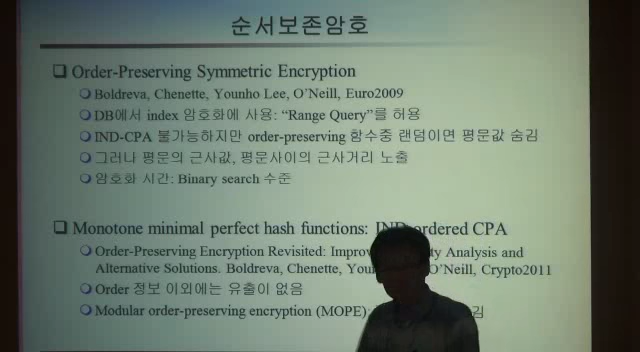 순서보존암호
❑ Order-Preserving Symmetric Encryption
❍ Boldreva, Chenette, Younho Lee, O'Neill, Euro2009
❍ DB에서 index 암호화에 사용: "Range Query"를 허용
❍ IND-CPA 불가능하지만 order-preserving 함수중 랜덤이면 평문값 숨김
❍ 그러나 평문의 근사값, 평문사이의 근사거리 노출
❍ 암호화 시간: Binary search 수준
❑ Monotone minimal perfect hash functions: IND-ordered CPA
❍ Order-Preserving Encryption Revisited: Analysis and
Alternative Solutions. Boldreva, Chenette, O'Neill, Crypto2011
❍ Order 정보 이외에는 유출이 없음
❍ Modular order-preserving encryption (MOPE)